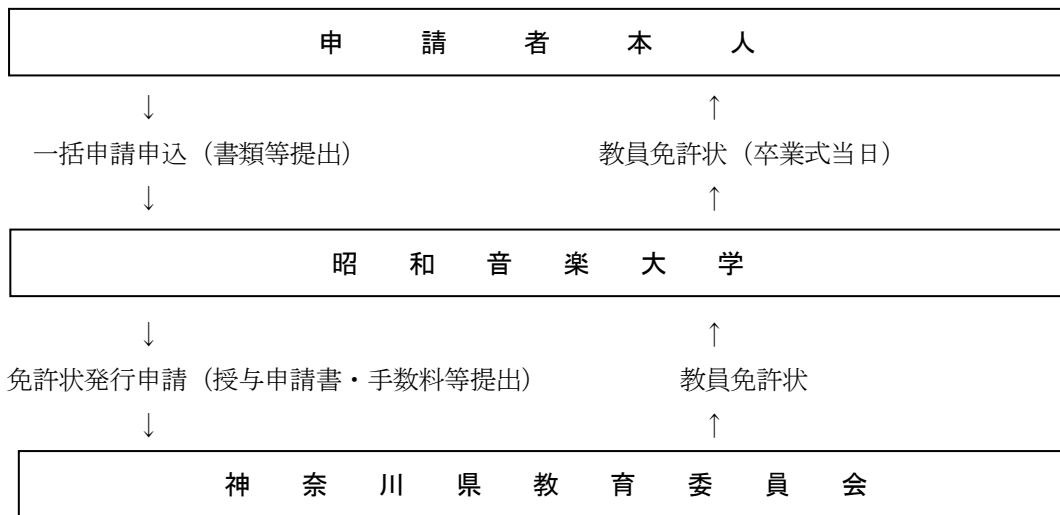 申請者本人
↓ ↑
一括申請申込（書類等提出） 教員免許状（卒業式当日）
↓ ↑
昭和音楽大学
↓ ↑
免許状発行申請（授与申請書・手数料等提出） 教員免許状
↓ ↑
神奈川県教育委員会